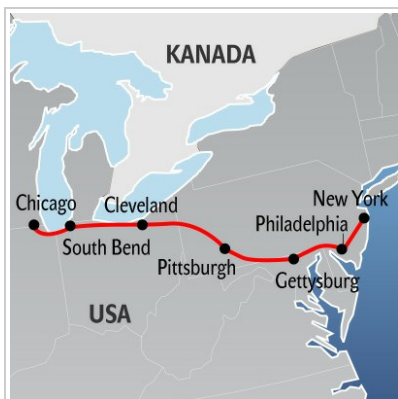 KANADA
Chicago
Cleveland
New York
Philadelphia
South Bend
Pittsburgh
Gettysburg
USA